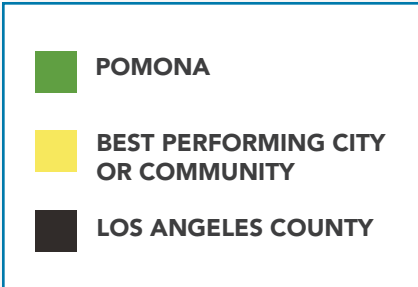 POMONA
BEST PERFORMING CITY
OR COMMUNITY
LOS ANGELES COUNTY